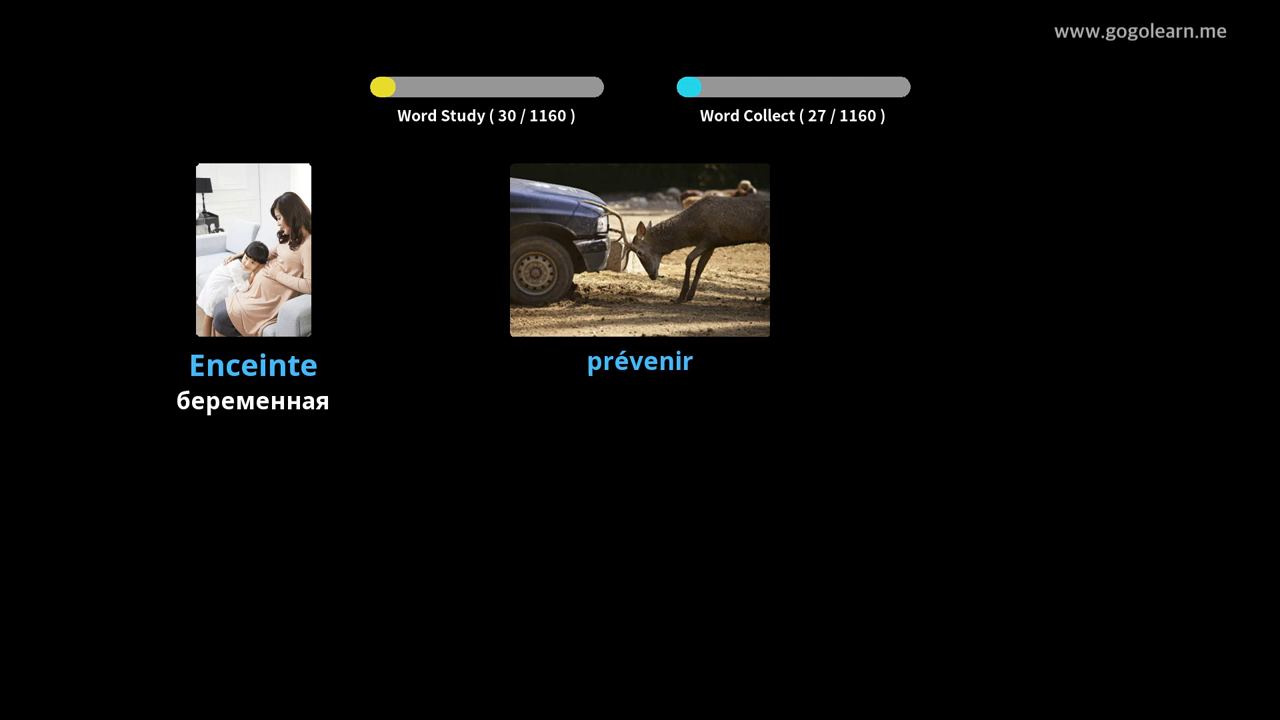 www.gogolearn.me
Word Study ( 30 / 1160 )
Word Collect ( 27 / 1160 )
Enceinte
беременная
prévenir